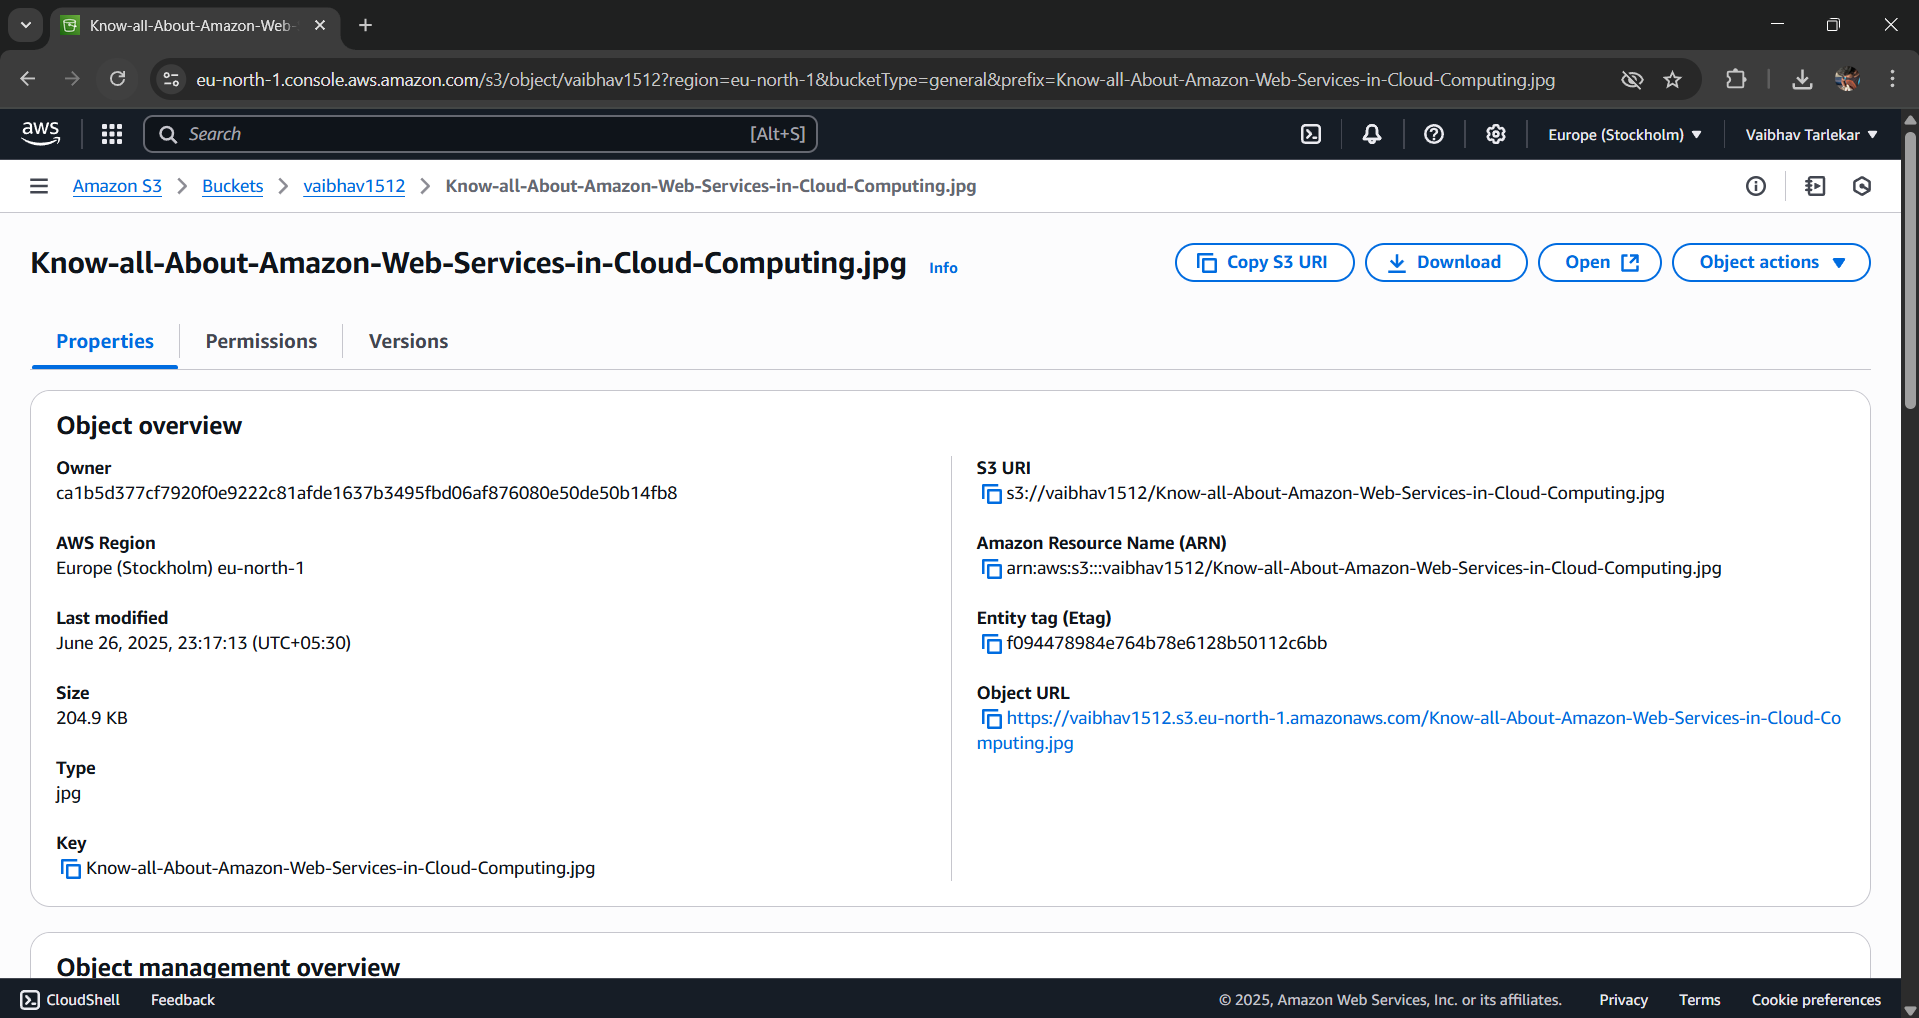 Know-all-About-Amazon-Web-
eu-north-1.console.aws.amazon.com/s3/object/vaibhav1512?region=eu-north-1&bucketType=general&prefix=Know-all-About-Amazon-Web-Services-in-Cloud-Computing.jpg
aws Search [Alt+S] Europe (Stockholm) Vaibhav Tarlekar
Amazon S3 Buckets vaibhav1512 Know-all-About-Amazon-Web-Services-in-Cloud-Computing.jpg
Know-all-About-Amazon-Web-Services-in-Cloud-Computing.jpg Info
Copy S3 URI Download Open Object actions
Properties Permissions Versions
Object overview
Owner
ca1b5d377cf7920f0e9222c81afde1637b3495fbd06af876080e50de50b14fb8
AWS Region
Europe (Stockholm) eu-north-1
Last modified
June 26, 2025, 23:17:13 (UTC+05:30)
Size
204.9 KB
Type
jpg
Key
Know-all-About-Amazon-Web-Services-in-Cloud-Computing.jpg
S3 URI
s3://vaibhav1512/Know-all-About-Amazon-Web-Services-in-Cloud-Computing.jpg
Amazon Resource Name (ARN)
arn:aws:s3:::vaibhav1512/Know-all-About-Amazon-Web-Services-in-Cloud-Computing.jpg
Entity tag (Etag)
f094478984e764b78e6128b50112c6bb
Object URL
https://vaibhav1512.s3.eu-north-1.amazonaws.com/Know-all-About-Amazon-Web-Services-in-Cloud-Co
mputing.jpg
Object management overview
CloudShell Feedback © 2025, Amazon Web Services, Inc. or its affiliates. Privacy Terms Cookie preferences